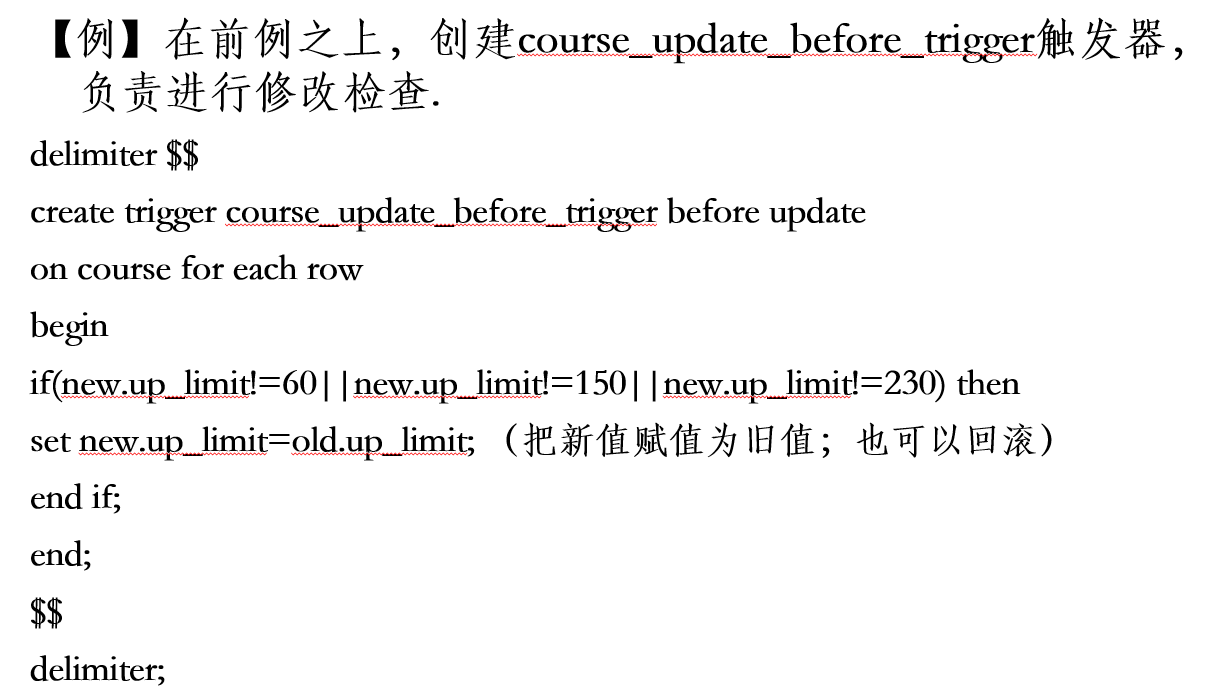 【例】在前例之上，创建course_update_before_trigger触发器，
负责进行修改检查.
delimiter $$
create trigger course_update_before_trigger before update
on course for each row
begin
if(new.up_limit!=60||new.up_limit!=150||new.up_limit!=230) then
set new.up_limit=old.up_limit; （把新值赋值为旧值；也可以回滚）
end if;
end;
$$
delimiter;